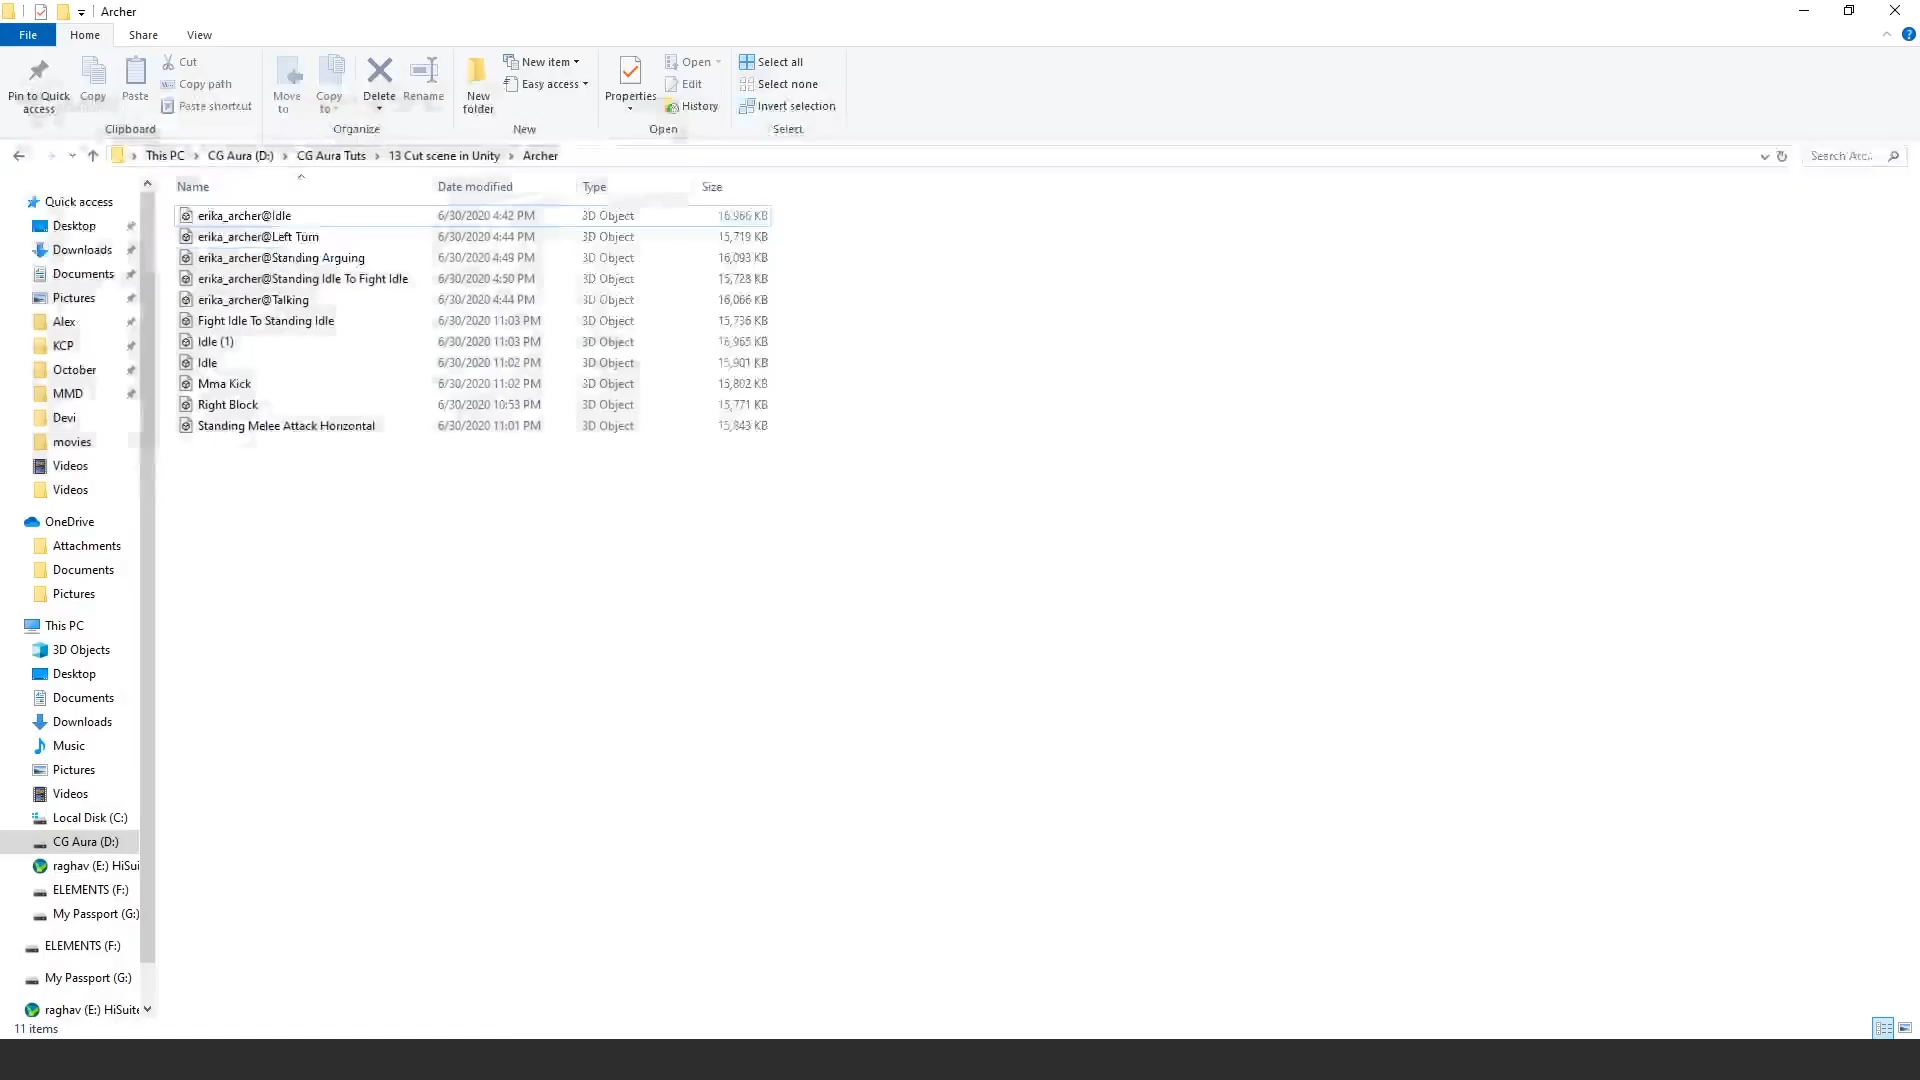 Archer
File Home Share View
Pin to Quick access
Copy
Paste
Cut
Copy path
Paste shortcut
Clipboard
Move to
Copy to
Delete
Rename
Organize
New folder
New item
Easy access
New
Properties
Open
Edit
History
Open
Select all
Select none
Invert selection
Select
This PC > CG Aura (D:) > CG Aura Tuts > 13 Cut scene in Unity > Archer
Search Arc...
Name Date modified Type Size
erika_archer@Idle 6/30/2020 4:42 PM 3D Object 16,966 KB
erika_archer@Left Turn 6/30/2020 4:44 PM 3D Object 15,719 KB
erika_archer@Standing Arguing 6/30/2020 4:49 PM 3D Object 16,093 KB
erika_archer@Standing Idle To Fight Idle 6/30/2020 4:50 PM 3D Object 15,728 KB
erika_archer@Talking 6/30/2020 4:44 PM 3D Object 16,066 KB
Fight Idle To Standing Idle 6/30/2020 11:03 PM 3D Object 15,736 KB
Idle (1) 6/30/2020 11:03 PM 3D Object 16,965 KB
Idle 6/30/2020 11:02 PM 3D Object 15,901 KB
Mma Kick 6/30/2020 11:02 PM 3D Object 15,802 KB
Right Block 6/30/2020 10:53 PM 3D Object 15,771 KB
Standing Melee Attack Horizontal 6/30/2020 11:01 PM 3D Object 15,843 KB
Quick access
Desktop
Downloads
Documents
Pictures
Alex
KCP
October
MMD
Devi
movies
Videos
Videos
OneDrive
Attachments
Documents
Pictures
This PC
3D Objects
Desktop
Documents
Downloads
Music
Pictures
Videos
Local Disk (C:)
CG Aura (D:)
raghav (E:) HiSui
ELEMENTS (F:)
My Passport (G:)
ELEMENTS (F:)
My Passport (G:)
raghav (E:) HiSuite
11 items